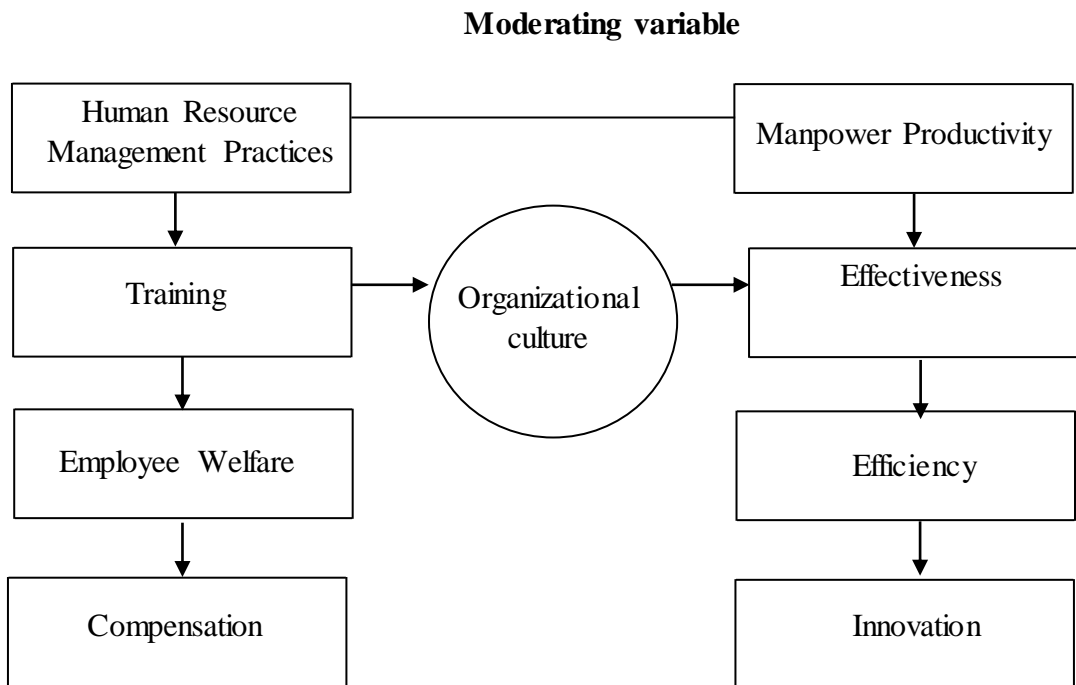 Moderating variable
Human Resource
Management Practices
Manpower Productivity
Training
Organizational
culture
Effectiveness
Employee Welfare
Efficiency
Compensation
Innovation